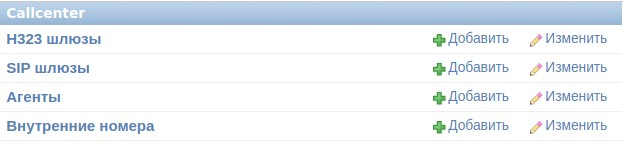 Callcenter
H323 шлюзы Добавить Изменить
SIP шлюзы Добавить Изменить
Агенты Добавить Изменить
Внутренние номера Добавить Изменить